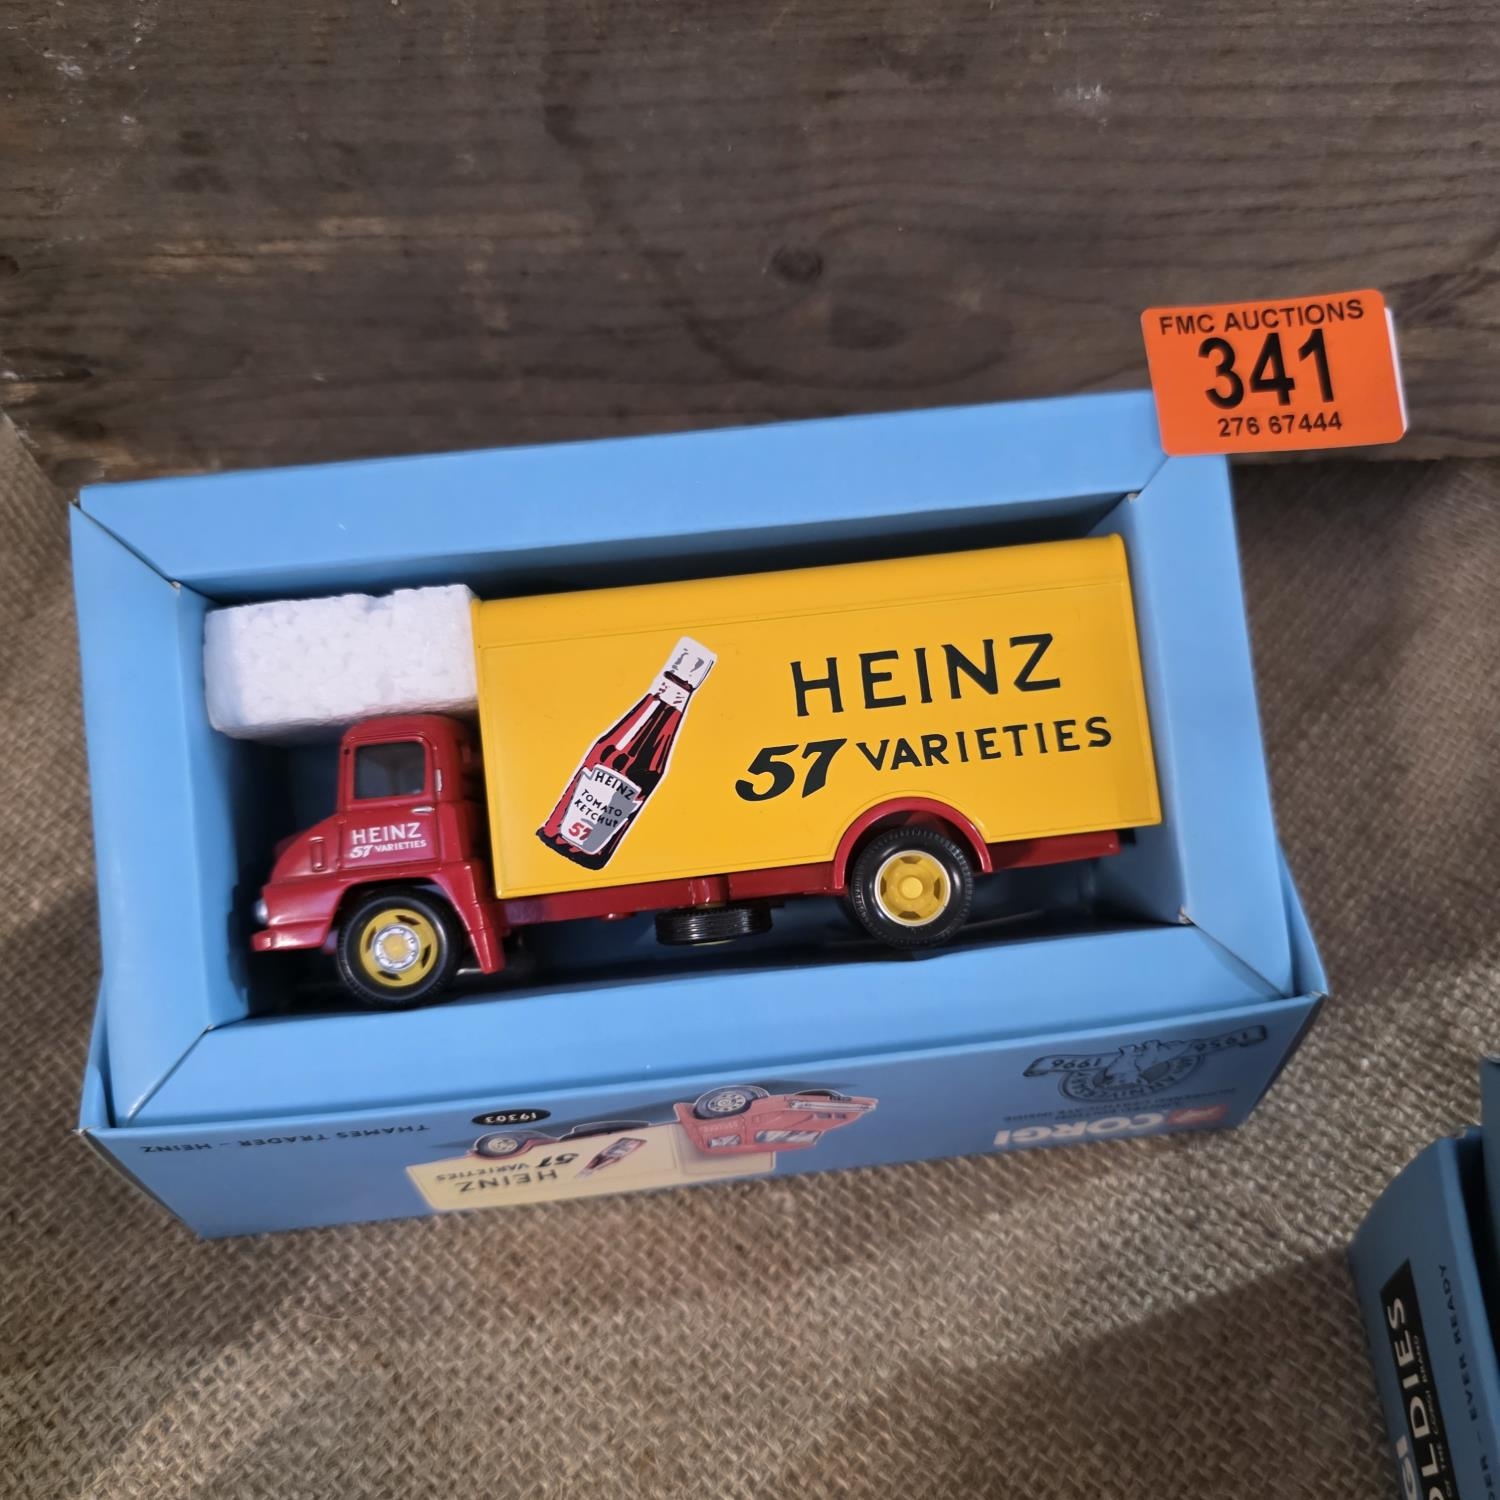 FMC AUCTIONS
341
276 67444
HEINZ
57 VARIETIES
HEINZ
TOMATO
KETCHUP
57
HEINZ
57 VARIETIES
1956 1996
ANNIVERSARY
CORGI
19303
THAMES TRADER - HEINZ
HEINZ
57 VARIETIES
EVER READY